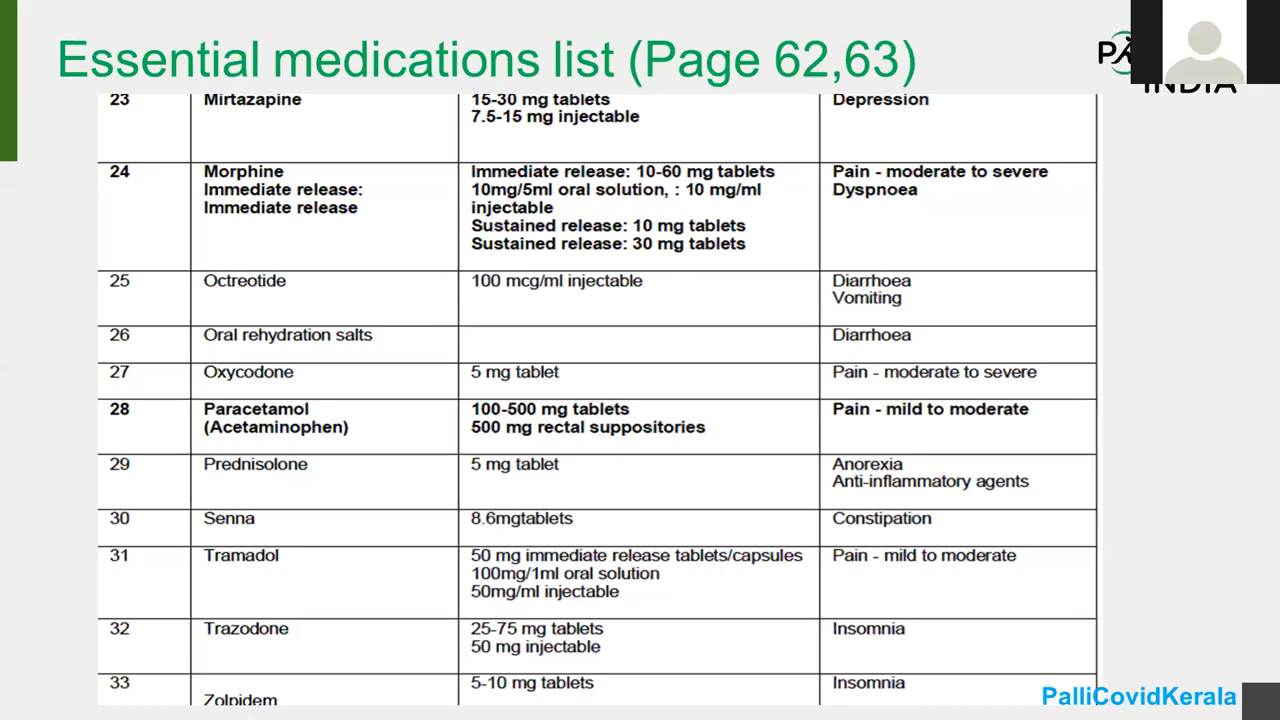 Essential medications list (Page 62,63)
PA
INDIA
23 Mirtazapine 15-30 mg tablets Depression
7.5-15 mg injectable
24 Morphine Immediate release: 10-60 mg tablets Pain - moderate to severe
Immediate release: 10mg/5ml oral solution, : 10 mg/ml Dyspnoea
Immediate release injectable
Sustained release: 10 mg tablets
Sustained release: 30 mg tablets
25 Octreotide 100 mcg/ml injectable Diarrhoea
Vomiting
26 Oral rehydration salts Diarrhoea
27 Oxycodone 5 mg tablet Pain - moderate to severe
28 Paracetamol 100-500 mg tablets Pain - mild to moderate
(Acetaminophen) 500 mg rectal suppositories
29 Prednisolone 5 mg tablet Anorexia
Anti-inflammatory agents
30 Senna 8.6mgtablets Constipation
31 Tramadol 50 mg immediate release tablets/capsules Pain - mild to moderate
100mg/1ml oral solution
50mg/ml injectable
32 Trazodone 25-75 mg tablets Insomnia
50 mg injectable
33 5-10 mg tablets Insomnia
Zolpidem
PalliCovidKerala